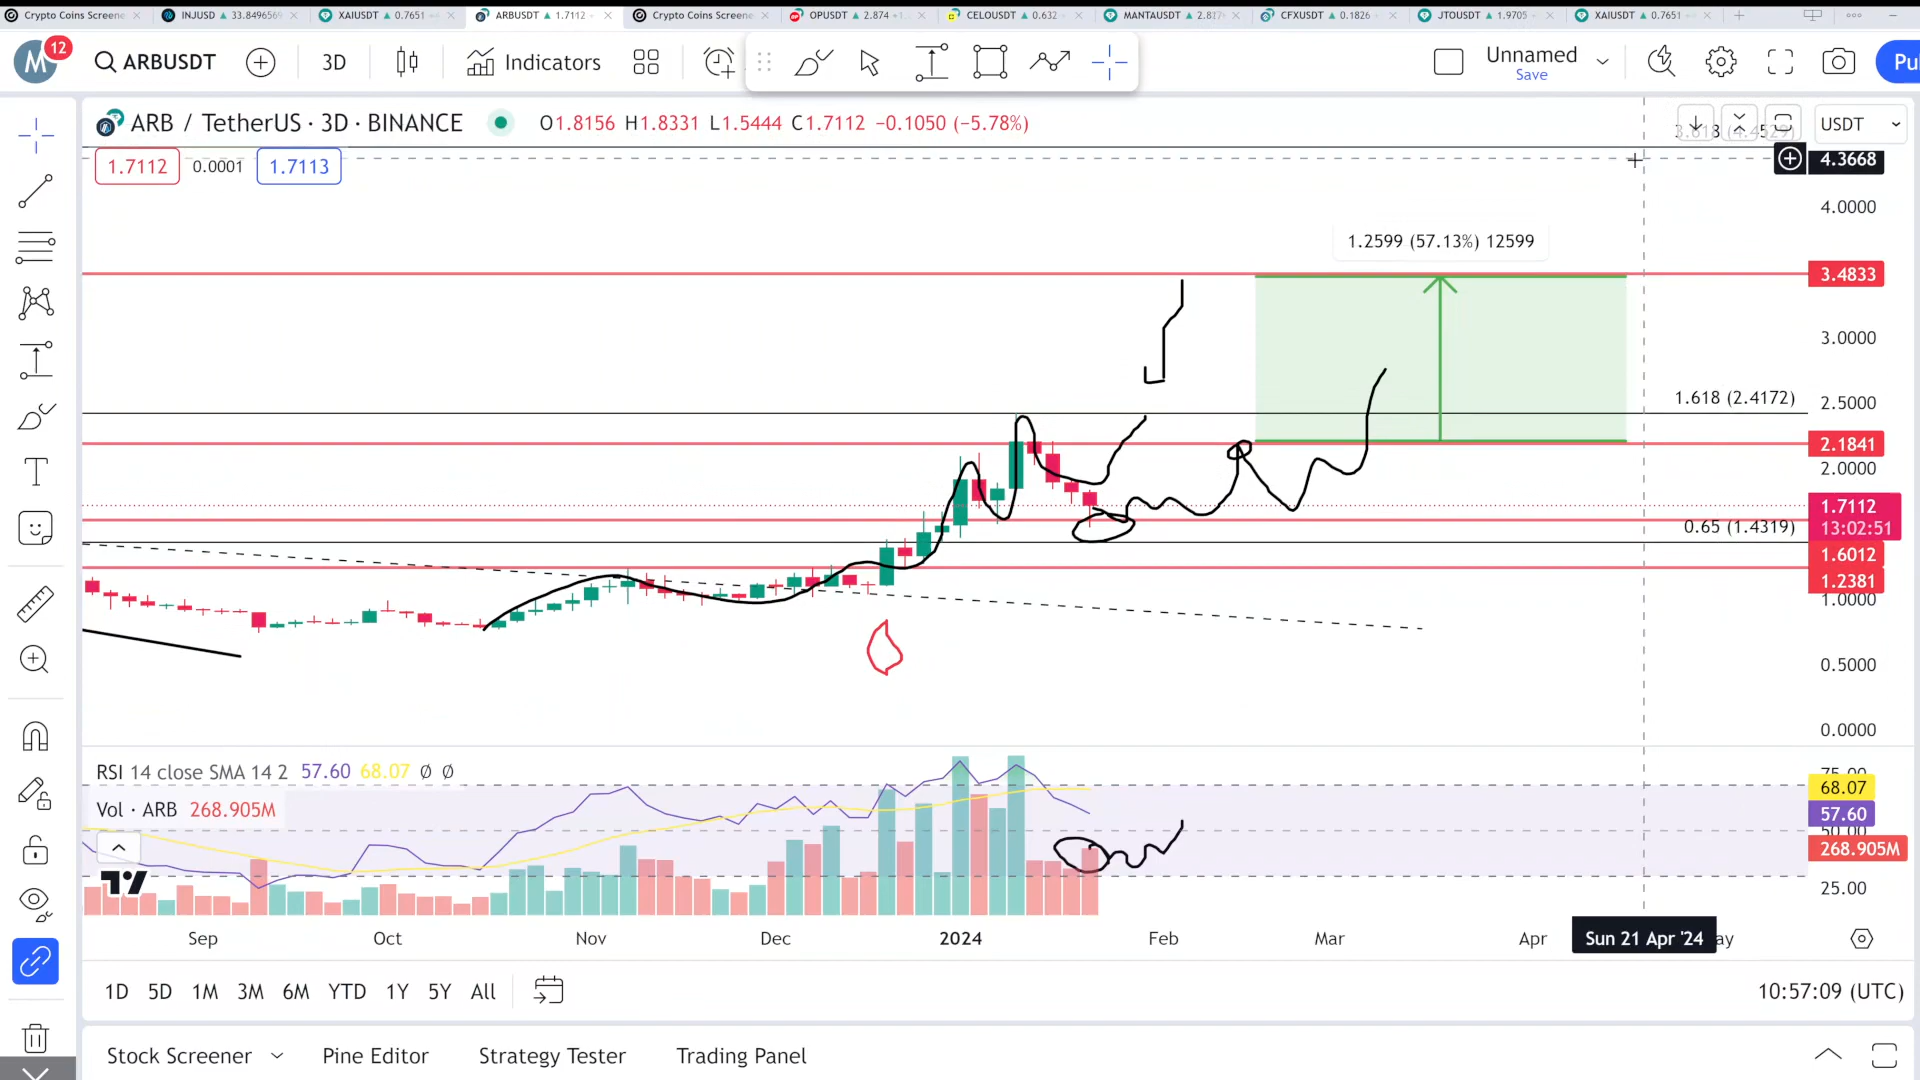 Crypto Coins Screene
INJUSD ▲ 33.849656
XAIUSDT ▲ 0.7651
ARBUSDT ▲ 1.7112
Crypto Coins Screene
OPUSDT ▲ 2.874
CELOUSDT ▲ 0.632
MANTAUSDT ▲
CFXUSDT ▲ 0.1826
JTOUSDT ▲ 1.9705
XAIUSDT ▲ 0.7651
M 12
ARBUSDT
3D
Indicators
Unnamed
Save
Pu
ARB / TetherUS · 3D · BINANCE
O1.8156 H1.8331 L1.5444 C1.7112 −0.1050 (−5.78%)
USDT
1.7112 0.0001 1.7113
4.3668
4.0000
1.2599 (57.13%) 12599
3.4833
3.0000
1.618 (2.4172)
2.5000
2.1841
2.0000
1.7112
13:02:51
0.65 (1.4319)
1.6012
1.2381
1.0000
0.5000
0.0000
RSI 14 close SMA 14 2 57.60 68.07 Ø Ø
75.00
68.07
Vol · ARB 268.905M
57.60
50.00
268.905M
25.00
Sep Oct Nov Dec 2024 Feb Mar Apr Sun 21 Apr '24 ay
1D 5D 1M 3M 6M YTD 1Y 5Y All
10:57:09 (UTC)
Stock Screener Pine Editor Strategy Tester Trading Panel